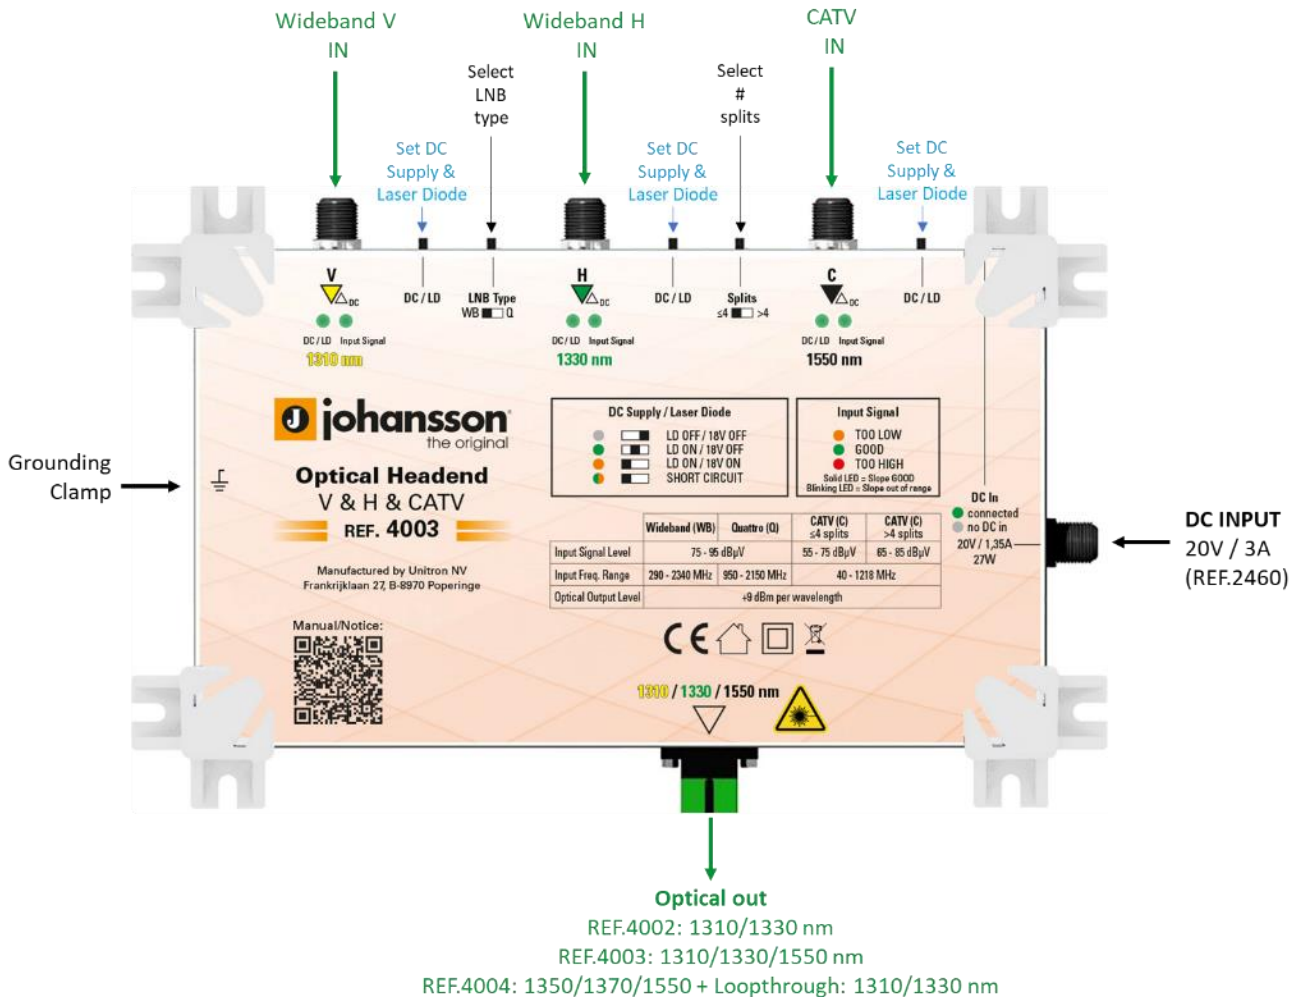 Wideband V
IN
Wideband H
IN
CATV
IN
Select
LNB
type
Select
#
splits
Set DC
Supply &
Laser Diode
Set DC
Supply &
Laser Diode
Set DC
Supply &
Laser Diode
V
DC
DC / LD
LNB Type
WB Q
H
DC
DC / LD
Splits
≤4 >4
C
DC
DC / LD
DC / LD Input Signal
1310 nm
DC / LD Input Signal
1330 nm
DC / LD Input Signal
1550 nm
J johansson
the original
Optical Headend
V & H & CATV
REF. 4003
Manufactured by Unitron NV
Frankrijklaan 27, B-8970 Poperinge
Manual/Notice:
Grounding
Clamp
DC Supply / Laser Diode
LD OFF / 18V OFF
LD ON / 18V OFF
LD ON / 18V ON
SHORT CIRCUIT
Input Signal
TOO LOW
GOOD
TOO HIGH
Solid LED = Slope GOOD
Blinking LED = Slope out of range
DC In
connected
no DC in
20V / 1,35A
27W
DC INPUT
20V / 3A
(REF.2460)
Wideband (WB) Quattro (Q) CATV (C) ≤4 splits CATV (C) >4 splits
Input Signal Level 75 - 95 dBµV 55 - 75 dBµV 65 - 85 dBµV
Input Freq. Range 290 - 2340 MHz 950 - 2150 MHz 40 - 1218 MHz
Optical Output Level +9 dBm per wavelength
CE
1310 / 1330 / 1550 nm
Optical out
REF.4002: 1310/1330 nm
REF.4003: 1310/1330/1550 nm
REF.4004: 1350/1370/1550 + Loopthrough: 1310/1330 nm